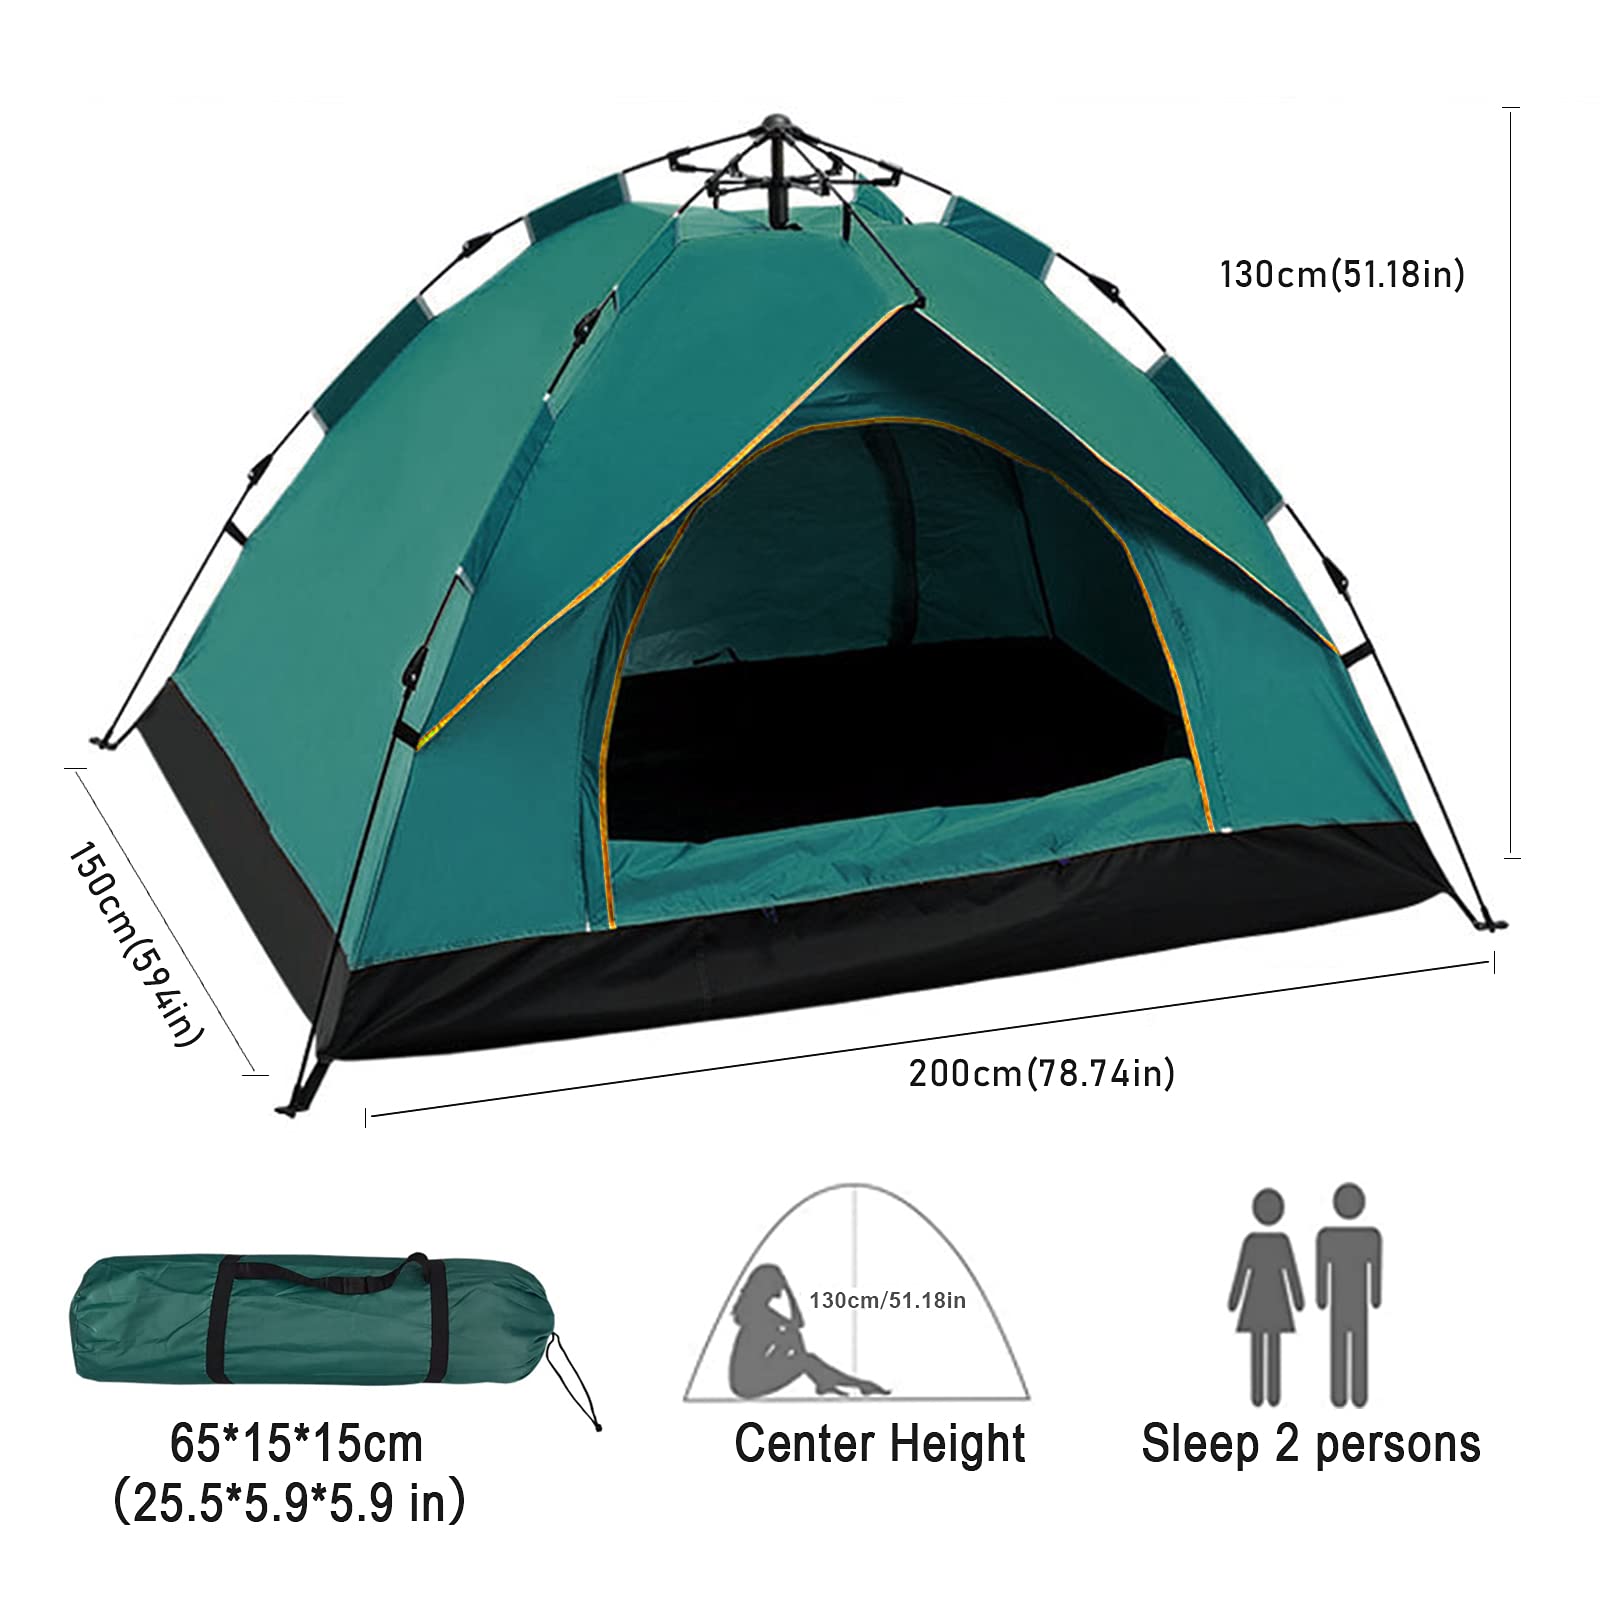 130cm(51.18in)
150cm(594in)
200cm(78.74in)
130cm/51.18in
65*15*15cm
(25.5*5.9*5.9 in)
Center Height
Sleep 2 persons